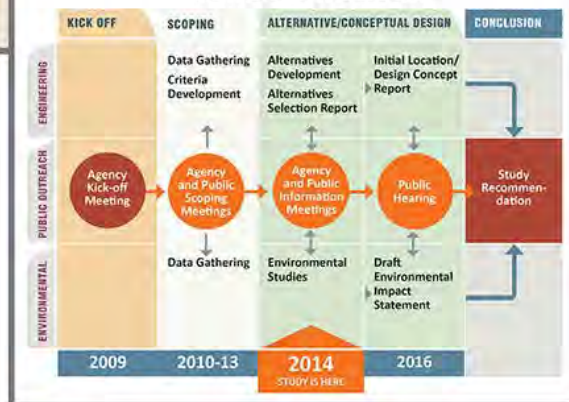 KICK OFF
SCOPING
ALTERNATIVE/CONCEPTUAL DESIGN
CONCLUSION
ENGINEERING
Data Gathering
Criteria
Development
Alternatives
Development
Alternatives
Selection Report
Initial Location/
Design Concept
Report
PUBLIC OUTREACH
Agency
Kick-off
Meeting
Agency
and Public
Scoping
Meetings
Agency
and Public
Information
Meetings
Public
Hearing
Study
Recommen-
dation
ENVIRONMENTAL
Data Gathering
Environmental
Studies
Draft
Environmental
Impact
Statement
2009
2010-13
2014
STUDY IS HERE
2016